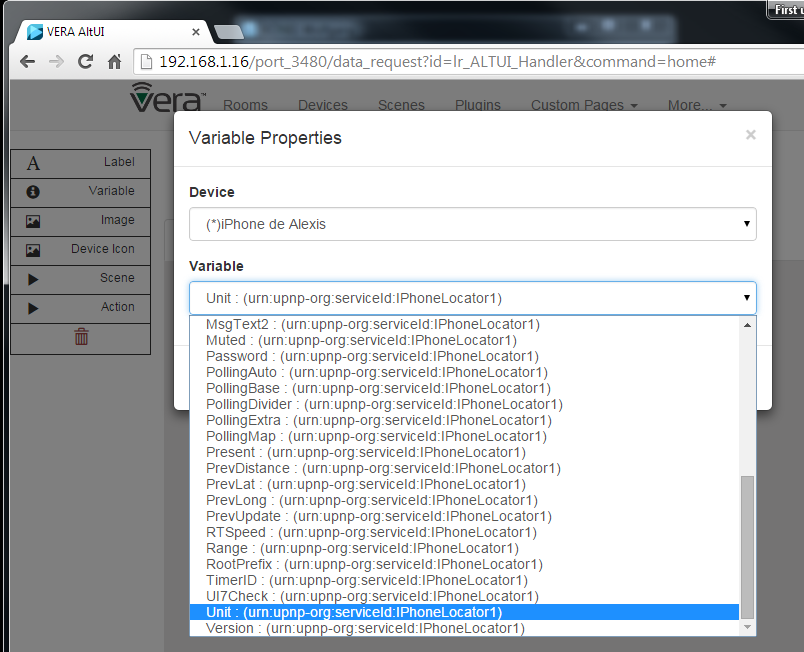 First u
VERA AltUI
192.168.1.16/port_3480/data_request?id=lr_ALTUI_Handler&command=home#
vera™ Rooms Devices Scenes Plugins Custom Pages More...
Variable Properties
A Label
Variable
Image
Device Icon
Scene
Action
Device
(*)iPhone de Alexis
Variable
Unit : (urn:upnp-org:serviceId:IPhoneLocator1)
MsgText2 : (urn:upnp-org:serviceId:IPhoneLocator1)
Muted : (urn:upnp-org:serviceId:IPhoneLocator1)
Password : (urn:upnp-org:serviceId:IPhoneLocator1)
PollingAuto : (urn:upnp-org:serviceId:IPhoneLocator1)
PollingBase : (urn:upnp-org:serviceId:IPhoneLocator1)
PollingDivider : (urn:upnp-org:serviceId:IPhoneLocator1)
PollingExtra : (urn:upnp-org:serviceId:IPhoneLocator1)
PollingMap : (urn:upnp-org:serviceId:IPhoneLocator1)
Present : (urn:upnp-org:serviceId:IPhoneLocator1)
PrevDistance : (urn:upnp-org:serviceId:IPhoneLocator1)
PrevLat : (urn:upnp-org:serviceId:IPhoneLocator1)
PrevLong : (urn:upnp-org:serviceId:IPhoneLocator1)
PrevUpdate : (urn:upnp-org:serviceId:IPhoneLocator1)
RTSpeed : (urn:upnp-org:serviceId:IPhoneLocator1)
Range : (urn:upnp-org:serviceId:IPhoneLocator1)
RootPrefix : (urn:upnp-org:serviceId:IPhoneLocator1)
TimerID : (urn:upnp-org:serviceId:IPhoneLocator1)
UI7Check : (urn:upnp-org:serviceId:IPhoneLocator1)
Unit : (urn:upnp-org:serviceId:IPhoneLocator1)
Version : (urn:upnp-org:serviceId:IPhoneLocator1)